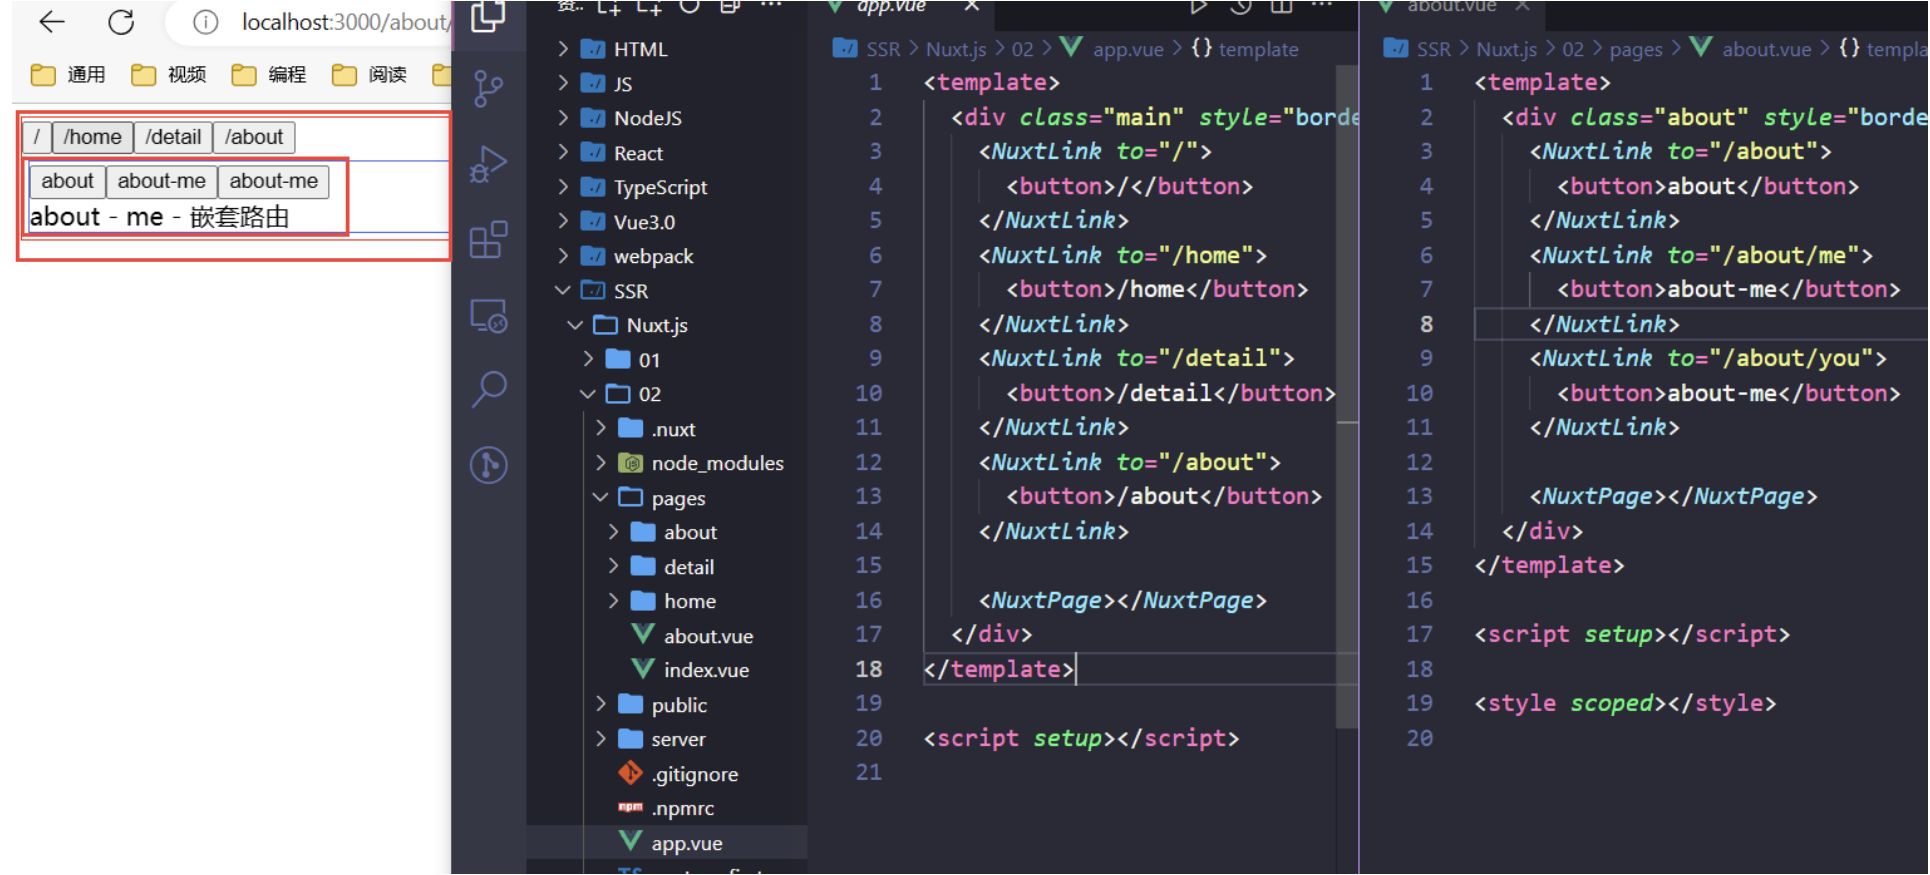 localhost:3000/about/
通用 视频 编程 阅读
/ /home /detail /about
about about-me about-me
about - me - 嵌套路由
HTML
JS
NodeJS
React
TypeScript
Vue3.0
webpack
SSR
Nuxt.js
01
02
.nuxt
node_modules
pages
about
detail
home
about.vue
index.vue
public
server
.gitignore
npm .npmrc
app.vue
app.vue
SSR > Nuxt.js > 02 > app.vue > {} template
1 <template>
2 <div class="main" style="borde
3 <NuxtLink to="/">
4 <button>/</button>
5 </NuxtLink>
6 <NuxtLink to="/home">
7 <button>/home</button>
8 </NuxtLink>
9 <NuxtLink to="/detail">
10 <button>/detail</button>
11 </NuxtLink>
12 <NuxtLink to="/about">
13 <button>/about</button>
14 </NuxtLink>
15
16 <NuxtPage></NuxtPage>
17 </div>
18 </template>
19
20 <script setup></script>
21
about.vue
SSR > Nuxt.js > 02 > pages > about.vue > {} templa
1 <template>
2 <div class="about" style="borde
3 <NuxtLink to="/about">
4 <button>about</button>
5 </NuxtLink>
6 <NuxtLink to="/about/me">
7 <button>about-me</button>
8 </NuxtLink>
9 <NuxtLink to="/about/you">
10 <button>about-me</button>
11 </NuxtLink>
12
13 <NuxtPage></NuxtPage>
14 </div>
15 </template>
16
17 <script setup></script>
18
19 <style scoped></style>
20